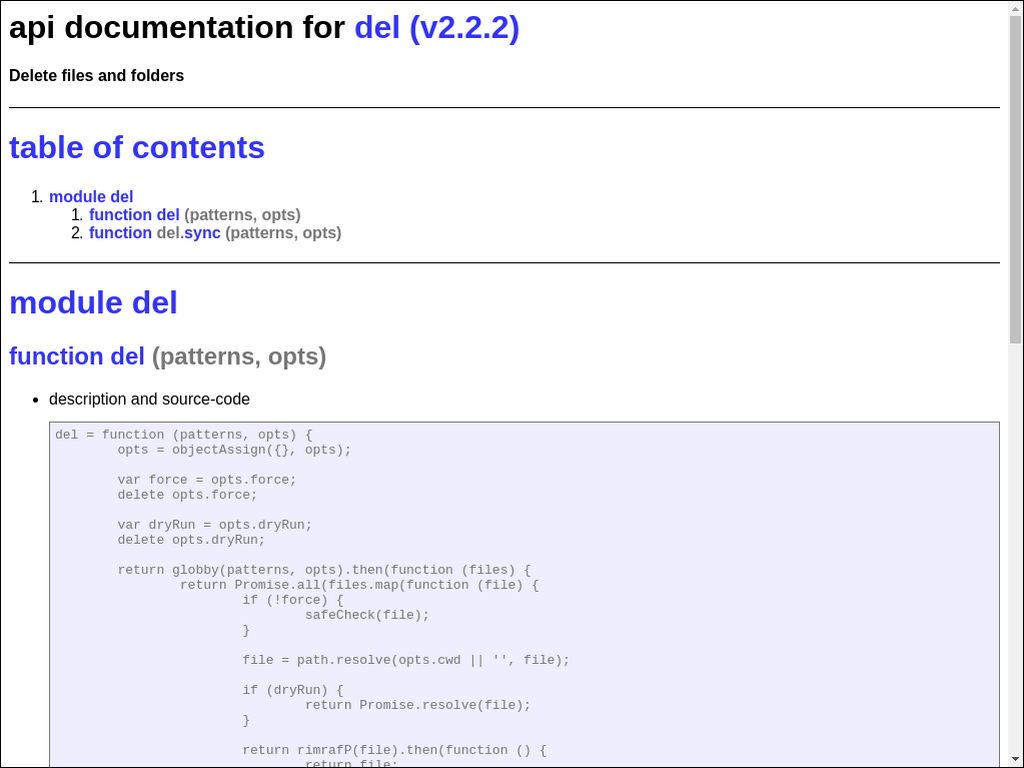 api documentation for del (v2.2.2)
Delete files and folders
table of contents
1. module del
1. function del (patterns, opts)
2. function del.sync (patterns, opts)
module del
function del (patterns, opts)
• description and source-code
del = function (patterns, opts) {
opts = objectAssign({}, opts);
var force = opts.force;
delete opts.force;
var dryRun = opts.dryRun;
delete opts.dryRun;
return globby(patterns, opts).then(function (files) {
return Promise.all(files.map(function (file) {
if (!force) {
safeCheck(file);
}
file = path.resolve(opts.cwd || '', file);
if (dryRun) {
return Promise.resolve(file);
}
return rimrafP(file).then(function () {
return file;